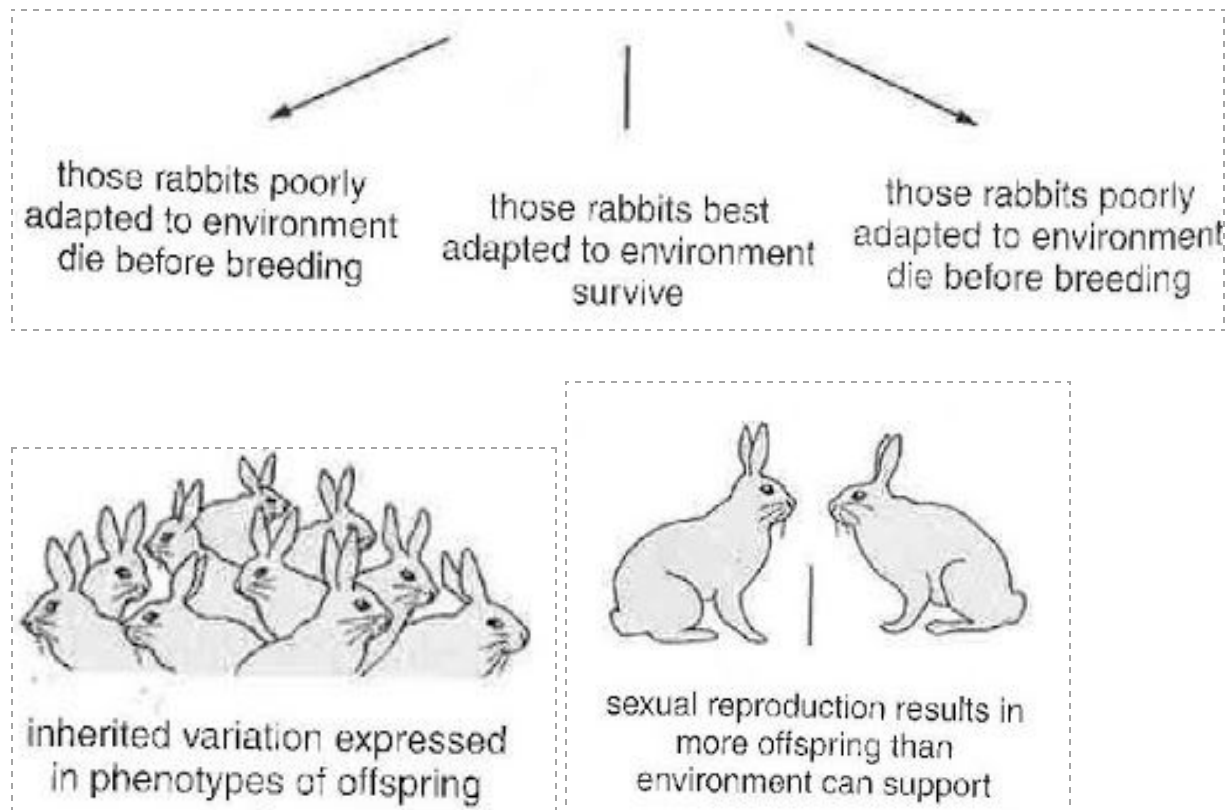 those rabbits poorly
adapted to environment
die before breeding
those rabbits best
adapted to environment
survive
those rabbits poorly
adapted to environment
die before breeding
inherited variation expressed
in phenotypes of offspring
sexual reproduction results in
more offspring than
environment can support